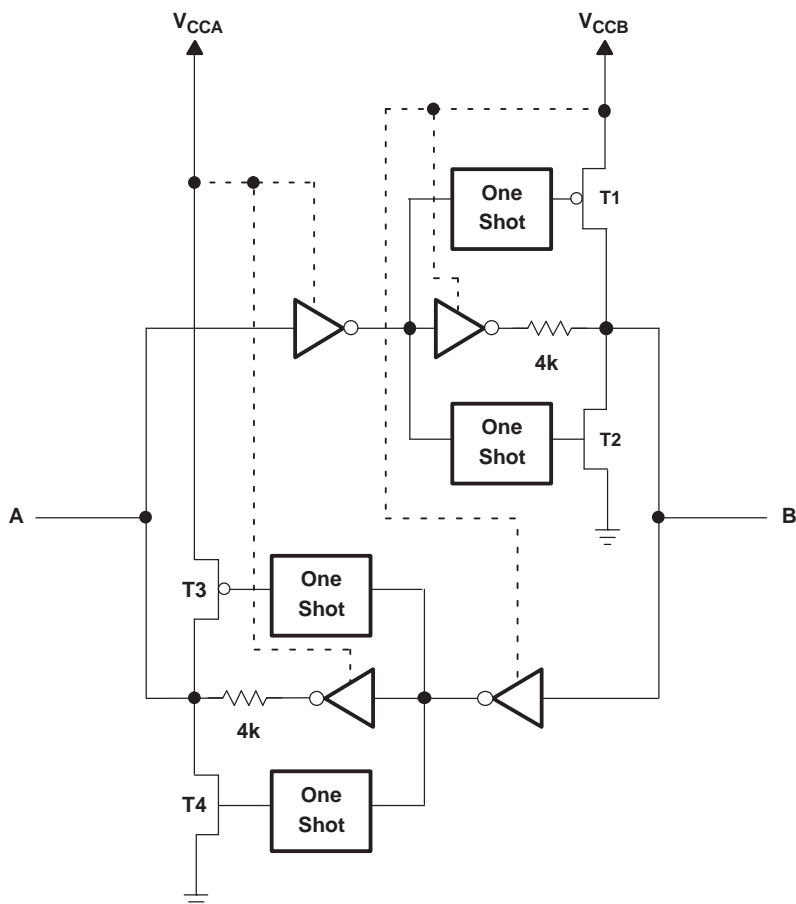 VCCA
VCCB
One
Shot
T1
4k
One
Shot
T2
A
B
T3
One
Shot
4k
T4
One
Shot